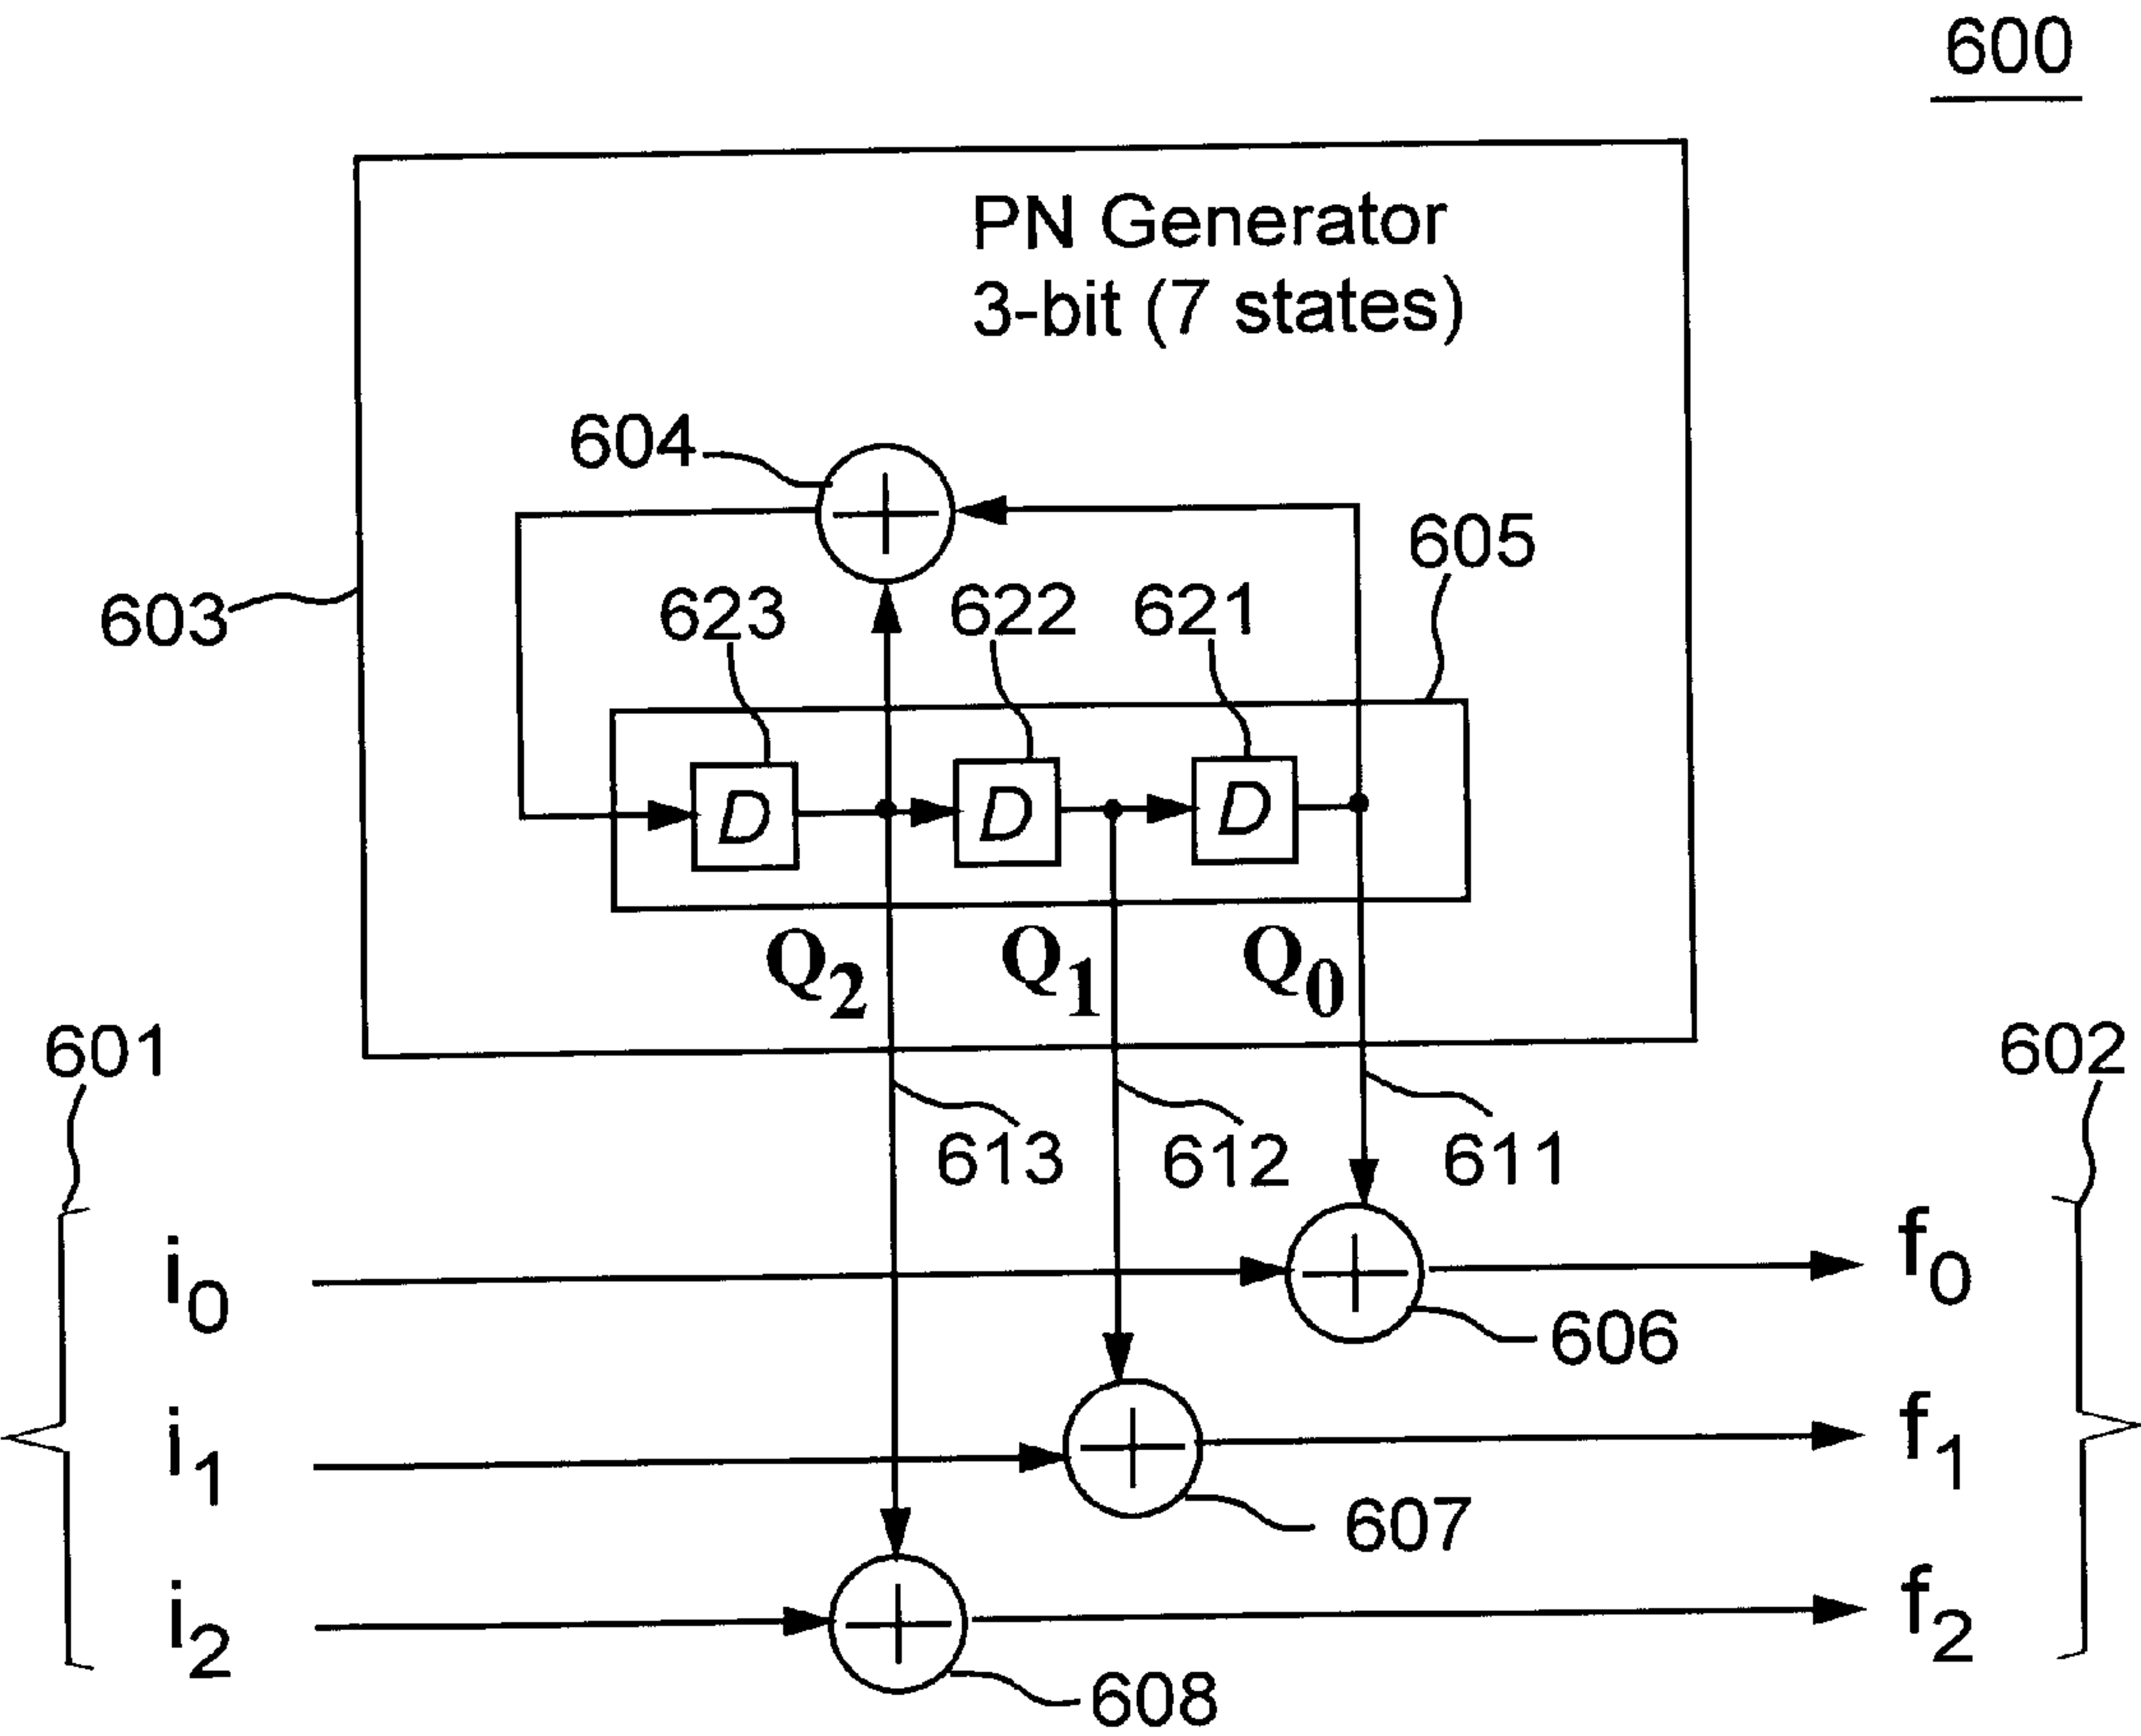 600
PN Generator
3-bit (7 states)
604
605
603
623
622
621
D
D
D
Q2
Q1
Q0
601
602
613
612
611
i0
f0
606
i1
f1
607
i2
f2
608